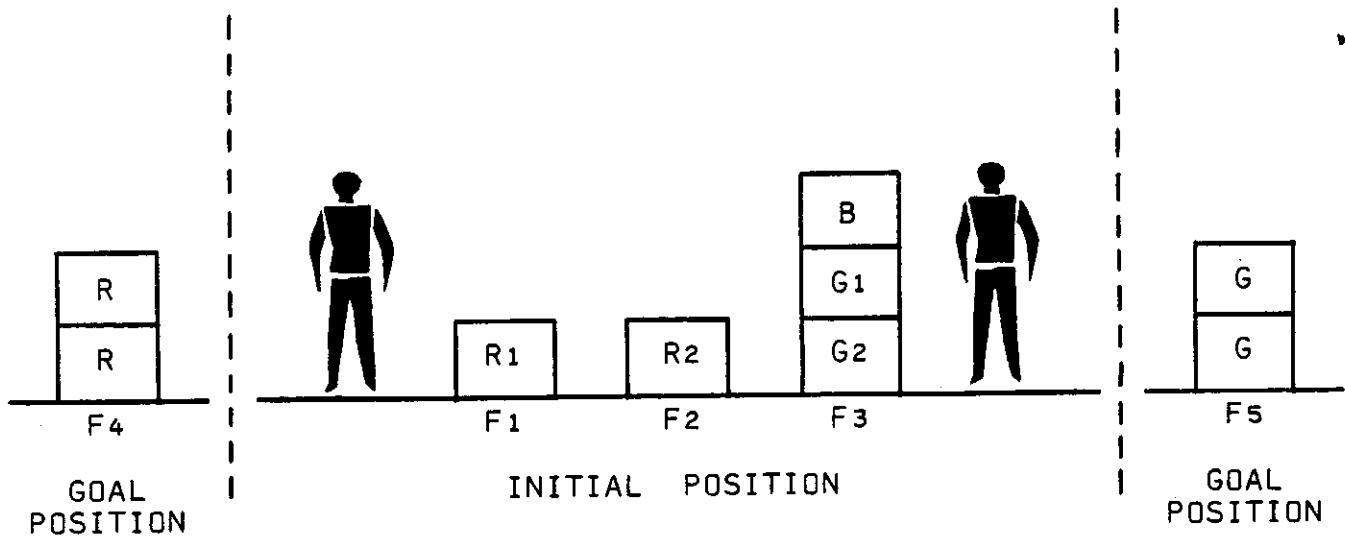 B
R
G1
G
R
R1
R2
G2
G
F4
F1
F2
F3
F5
GOAL
POSITION
INITIAL POSITION
GOAL
POSITION